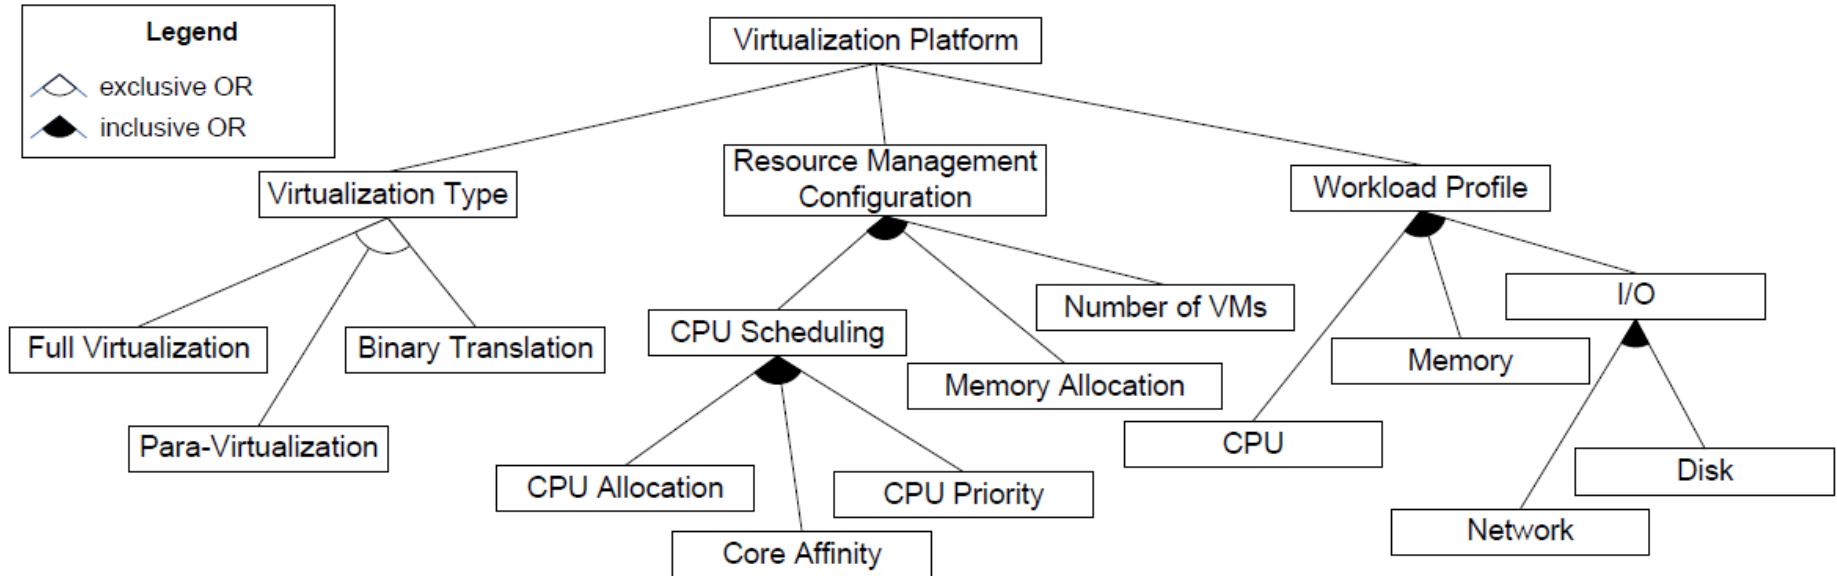 Legend
exclusive OR
inclusive OR
Virtualization Platform
Virtualization Type
Resource Management
Configuration
Workload Profile
Full Virtualization
Binary Translation
Para-Virtualization
CPU Scheduling
Number of VMs
Memory Allocation
CPU Allocation
CPU Priority
Core Affinity
I/O
Memory
CPU
Disk
Network